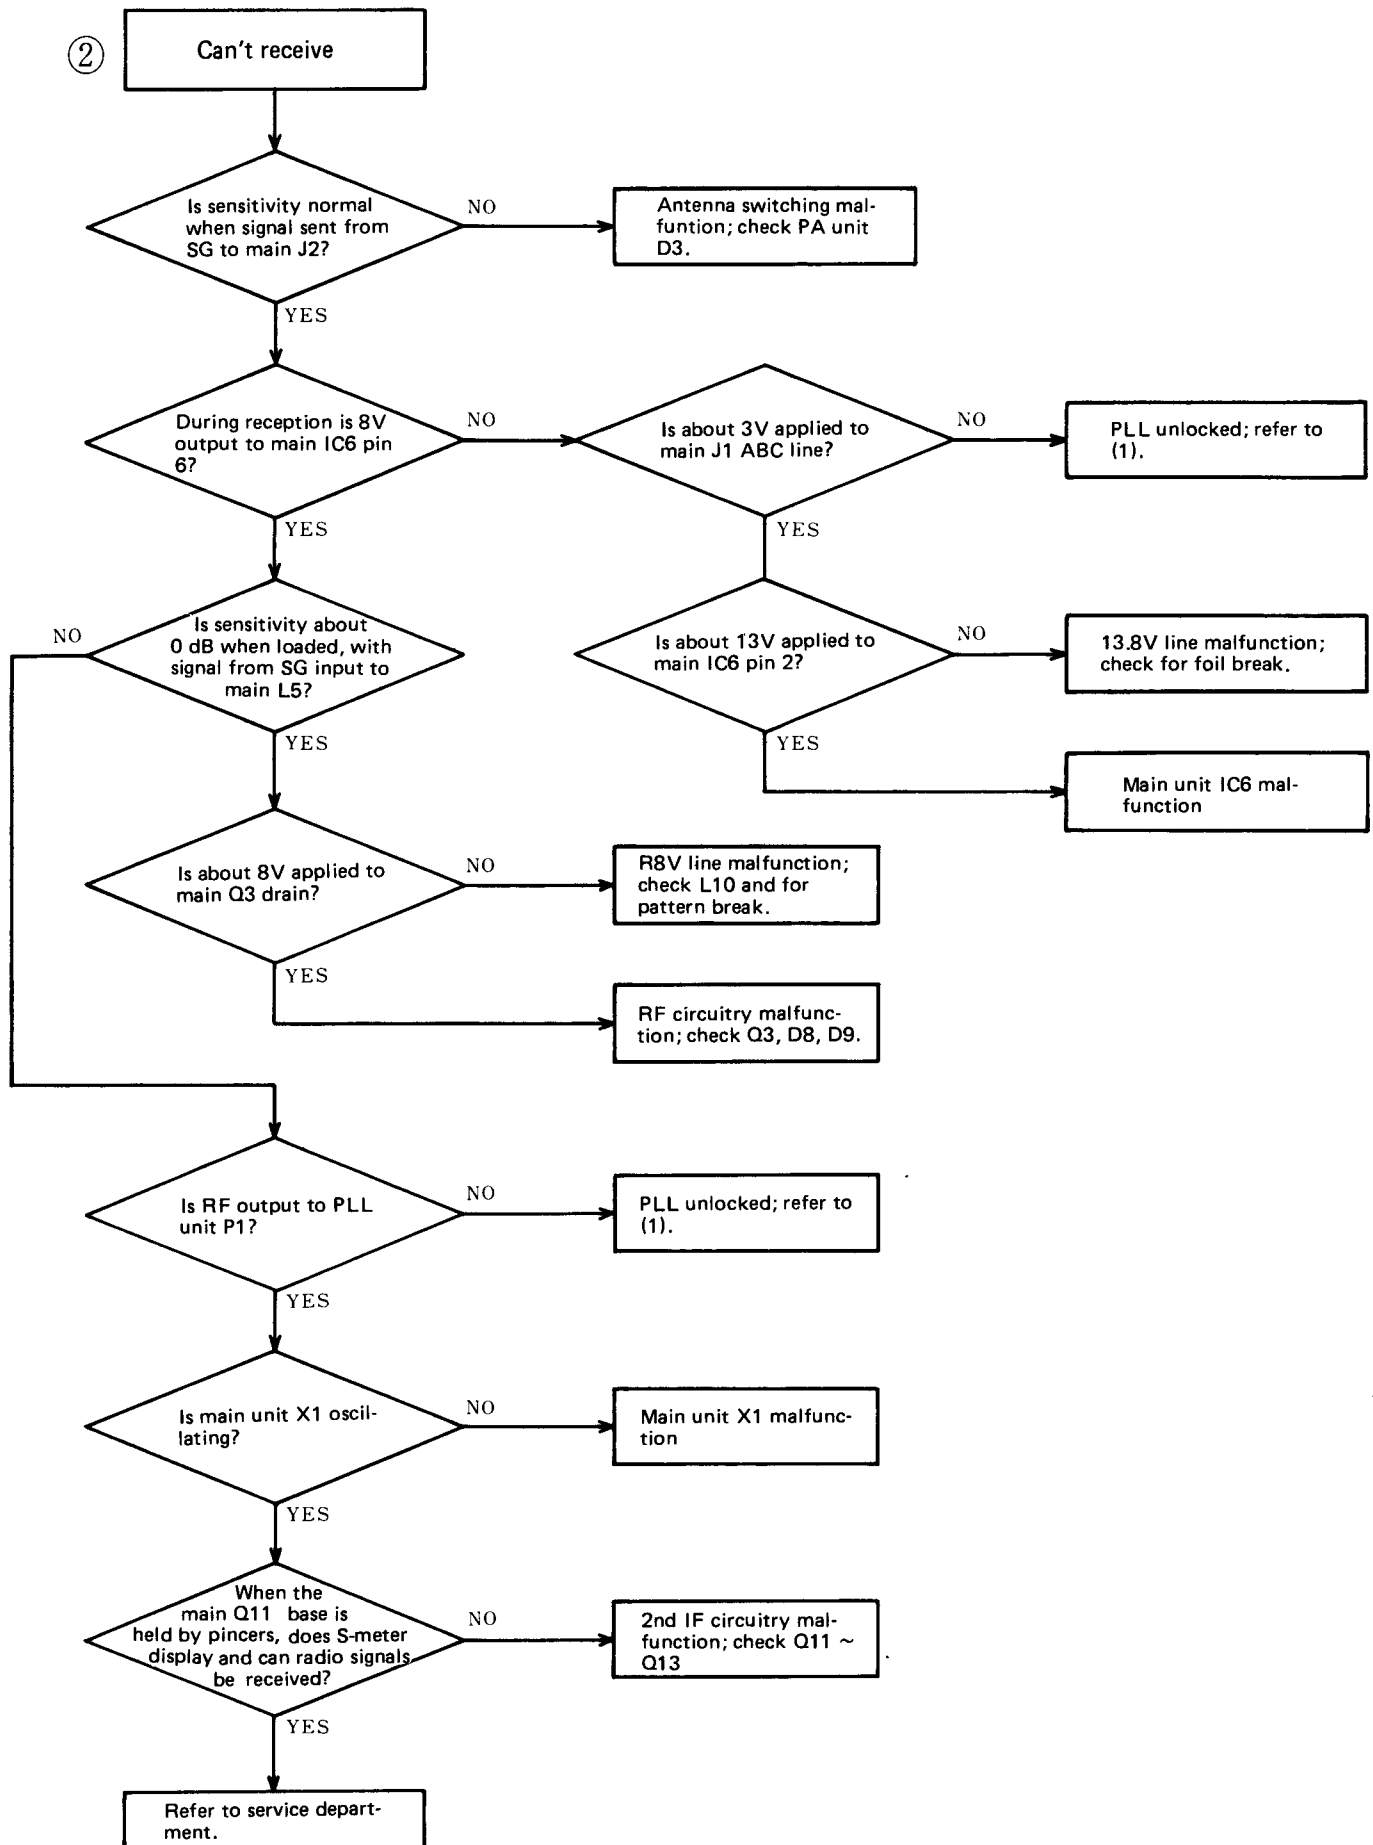 ②
Can't receive
Is sensitivity normal
when signal sent from
SG to main J2?
NO
Antenna switching mal-
funtion; check PA unit
D3.
YES
During reception is 8V
output to main IC6 pin
6?
NO
Is about 3V applied to
main J1 ABC line?
NO
PLL unlocked; refer to
(1).
YES
YES
Is sensitivity about
0 dB when loaded, with
signal from SG input to
main L5?
NO
Is about 13V applied to
main IC6 pin 2?
NO
13.8V line malfunction;
check for foil break.
YES
YES
Main unit IC6 mal-
function
Is about 8V applied to
main Q3 drain?
NO
R8V line malfunction;
check L10 and for
pattern break.
YES
RF circuitry malfunc-
tion; check Q3, D8, D9.
Is RF output to PLL
unit P1?
NO
PLL unlocked; refer to
(1).
YES
Is main unit X1 oscil-
lating?
NO
Main unit X1 malfunc-
tion
YES
When the
main Q11 base is
held by pincers, does S-meter
display and can radio signals
be received?
NO
2nd IF circuitry mal-
function; check Q11 ~
Q13
YES
Refer to service depart-
ment.